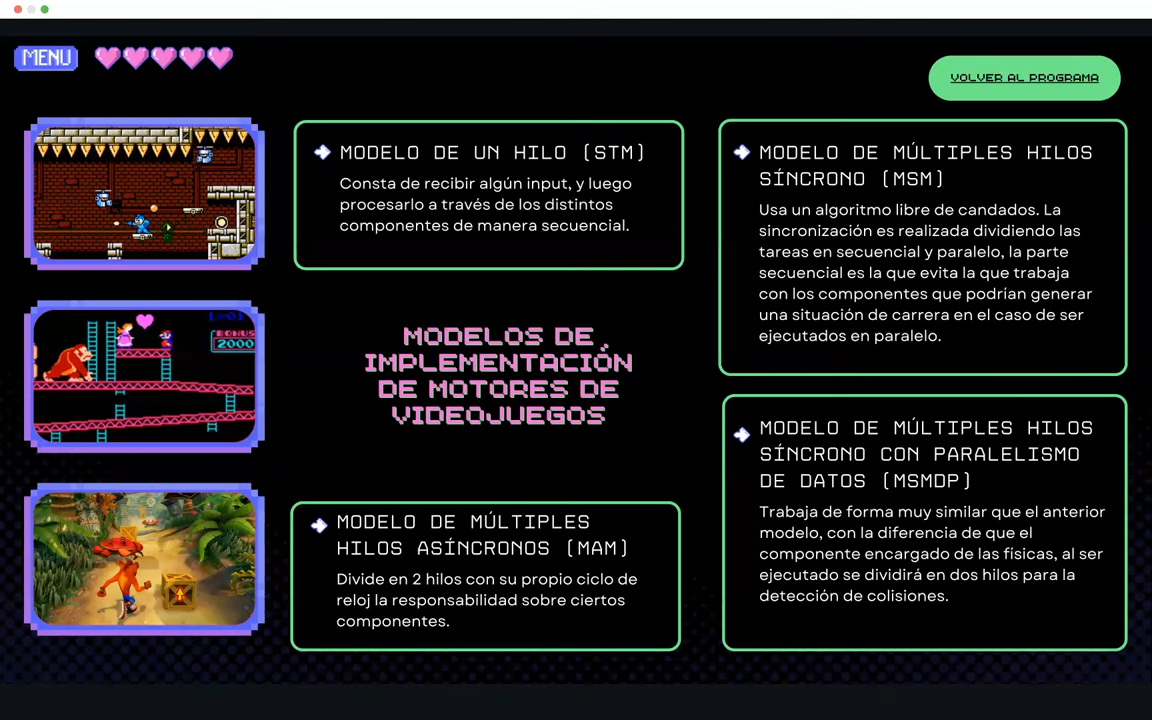 MENU
VOLVER AL PROGRAMA
MODELO DE UN HILO (STM)
Consta de recibir algún input, y luego
procesarlo a través de los distintos
componentes de manera secuencial.
MODELO DE MÚLTIPLES HILOS
SÍNCRONO (MSM)
Usa un algoritmo libre de candados. La
sincronización es realizada dividiendo las
tareas en secuencial y paralelo, la parte
secuencial es la que evita la que trabaja
con los componentes que podrían generar
una situación de carrera en el caso de ser
ejecutados en paralelo.
L=01
BONUS
2000
MODELOS DE
IMPLEMENTACIÓN
DE MOTORES DE
VIDEOJUEGOS
MODELO DE MÚLTIPLES
HILOS ASÍNCRONOS (MAM)
Divide en 2 hilos con su propio ciclo de
reloj la responsabilidad sobre ciertos
componentes.
MODELO DE MÚLTIPLES HILOS
SÍNCRONO CON PARALELISMO
DE DATOS (MSMDP)
Trabaja de forma muy similar que el anterior
modelo, con la diferencia de que el
componente encargado de las fisicas, al ser
ejecutado se dividirá en dos hilos para la
detección de colisiones.